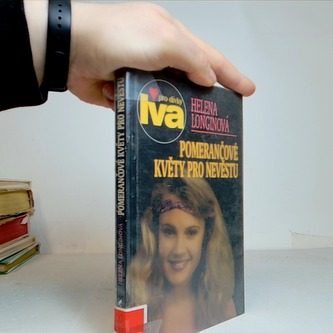 pro dívky
Iva
HELENA
LONGINOVÁ
POMERANČOVÉ
KVĚTY PRO NEVĚSTU
POMERANČOVÉ KVĚTY PRO NEVĚSTU
HELENA LONGINOVÁ